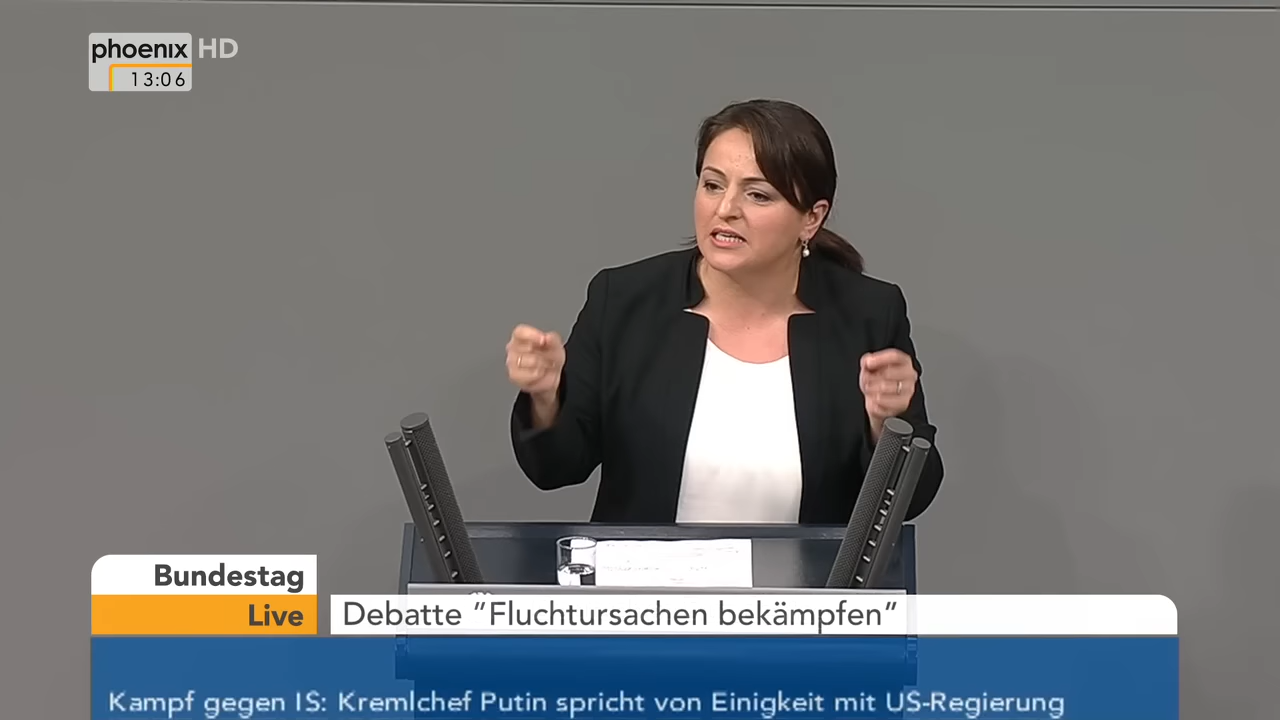 phoenix HD
13:06
Bundestag
Live
Debatte "Fluchtursachen bekämpfen"
Kampf gegen IS: Kremlchef Putin spricht von Einigkeit mit US-Regierung